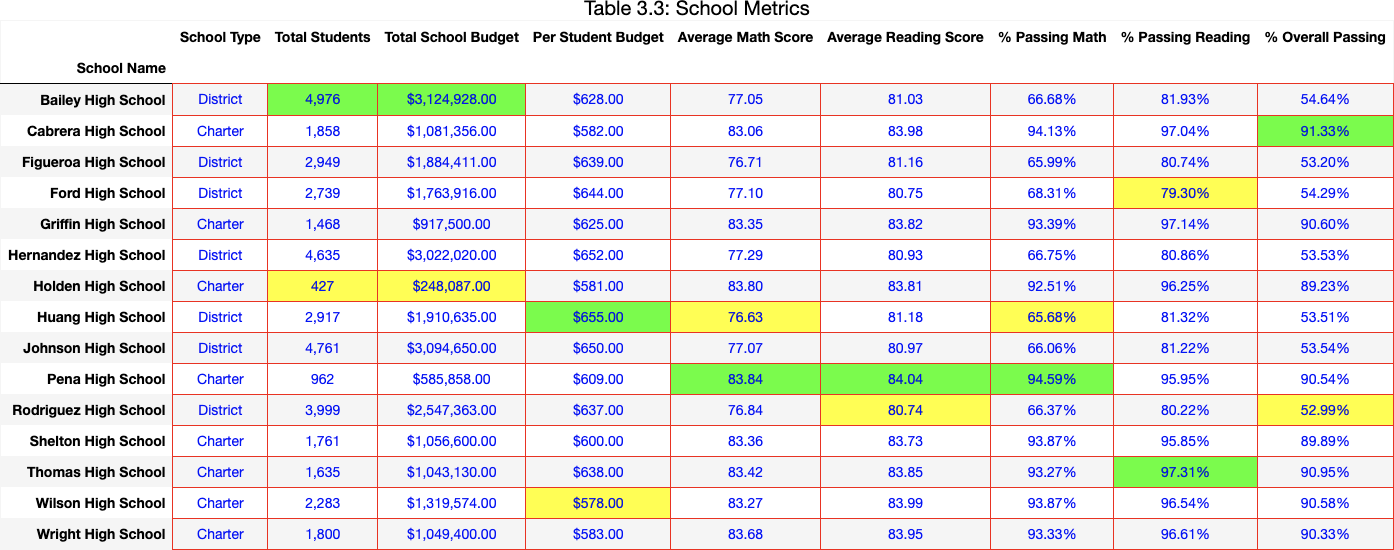 Table 3.3: School Metrics
School Type Total Students Total School Budget Per Student Budget Average Math Score Average Reading Score % Passing Math % Passing Reading % Overall Passing
School Name
Bailey High School District 4,976 $3,124,928.00 $628.00 77.05 81.03 66.68% 81.93% 54.64%
Cabrera High School Charter 1,858 $1,081,356.00 $582.00 83.06 83.98 94.13% 97.04% 91.33%
Figueroa High School District 2,949 $1,884,411.00 $639.00 76.71 81.16 65.99% 80.74% 53.20%
Ford High School District 2,739 $1,763,916.00 $644.00 77.10 80.75 68.31% 79.30% 54.29%
Griffin High School Charter 1,468 $917,500.00 $625.00 83.35 83.82 93.39% 97.14% 90.60%
Hernandez High School District 4,635 $3,022,020.00 $652.00 77.29 80.93 66.75% 80.86% 53.53%
Holden High School Charter 427 $248,087.00 $581.00 83.80 83.81 92.51% 96.25% 89.23%
Huang High School District 2,917 $1,910,635.00 $655.00 76.63 81.18 65.68% 81.32% 53.51%
Johnson High School District 4,761 $3,094,650.00 $650.00 77.07 80.97 66.06% 81.22% 53.54%
Pena High School Charter 962 $585,858.00 $609.00 83.84 84.04 94.59% 95.95% 90.54%
Rodriguez High School District 3,999 $2,547,363.00 $637.00 76.84 80.74 66.37% 80.22% 52.99%
Shelton High School Charter 1,761 $1,056,600.00 $600.00 83.36 83.73 93.87% 95.85% 89.89%
Thomas High School Charter 1,635 $1,043,130.00 $638.00 83.42 83.85 93.27% 97.31% 90.95%
Wilson High School Charter 2,283 $1,319,574.00 $578.00 83.27 83.99 93.87% 96.54% 90.58%
Wright High School Charter 1,800 $1,049,400.00 $583.00 83.68 83.95 93.33% 96.61% 90.33%